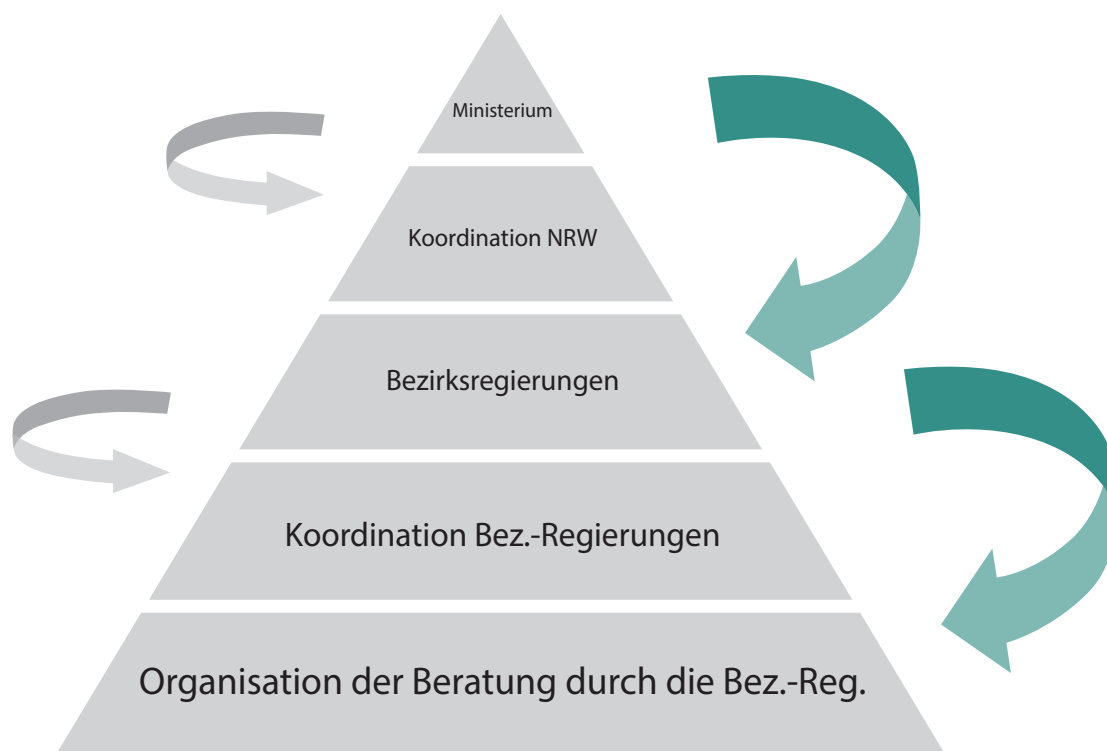 Ministerium
Koordination NRW
Bezirksregierungen
Koordination Bez.-Regierungen
Organisation der Beratung durch die Bez.-Reg.